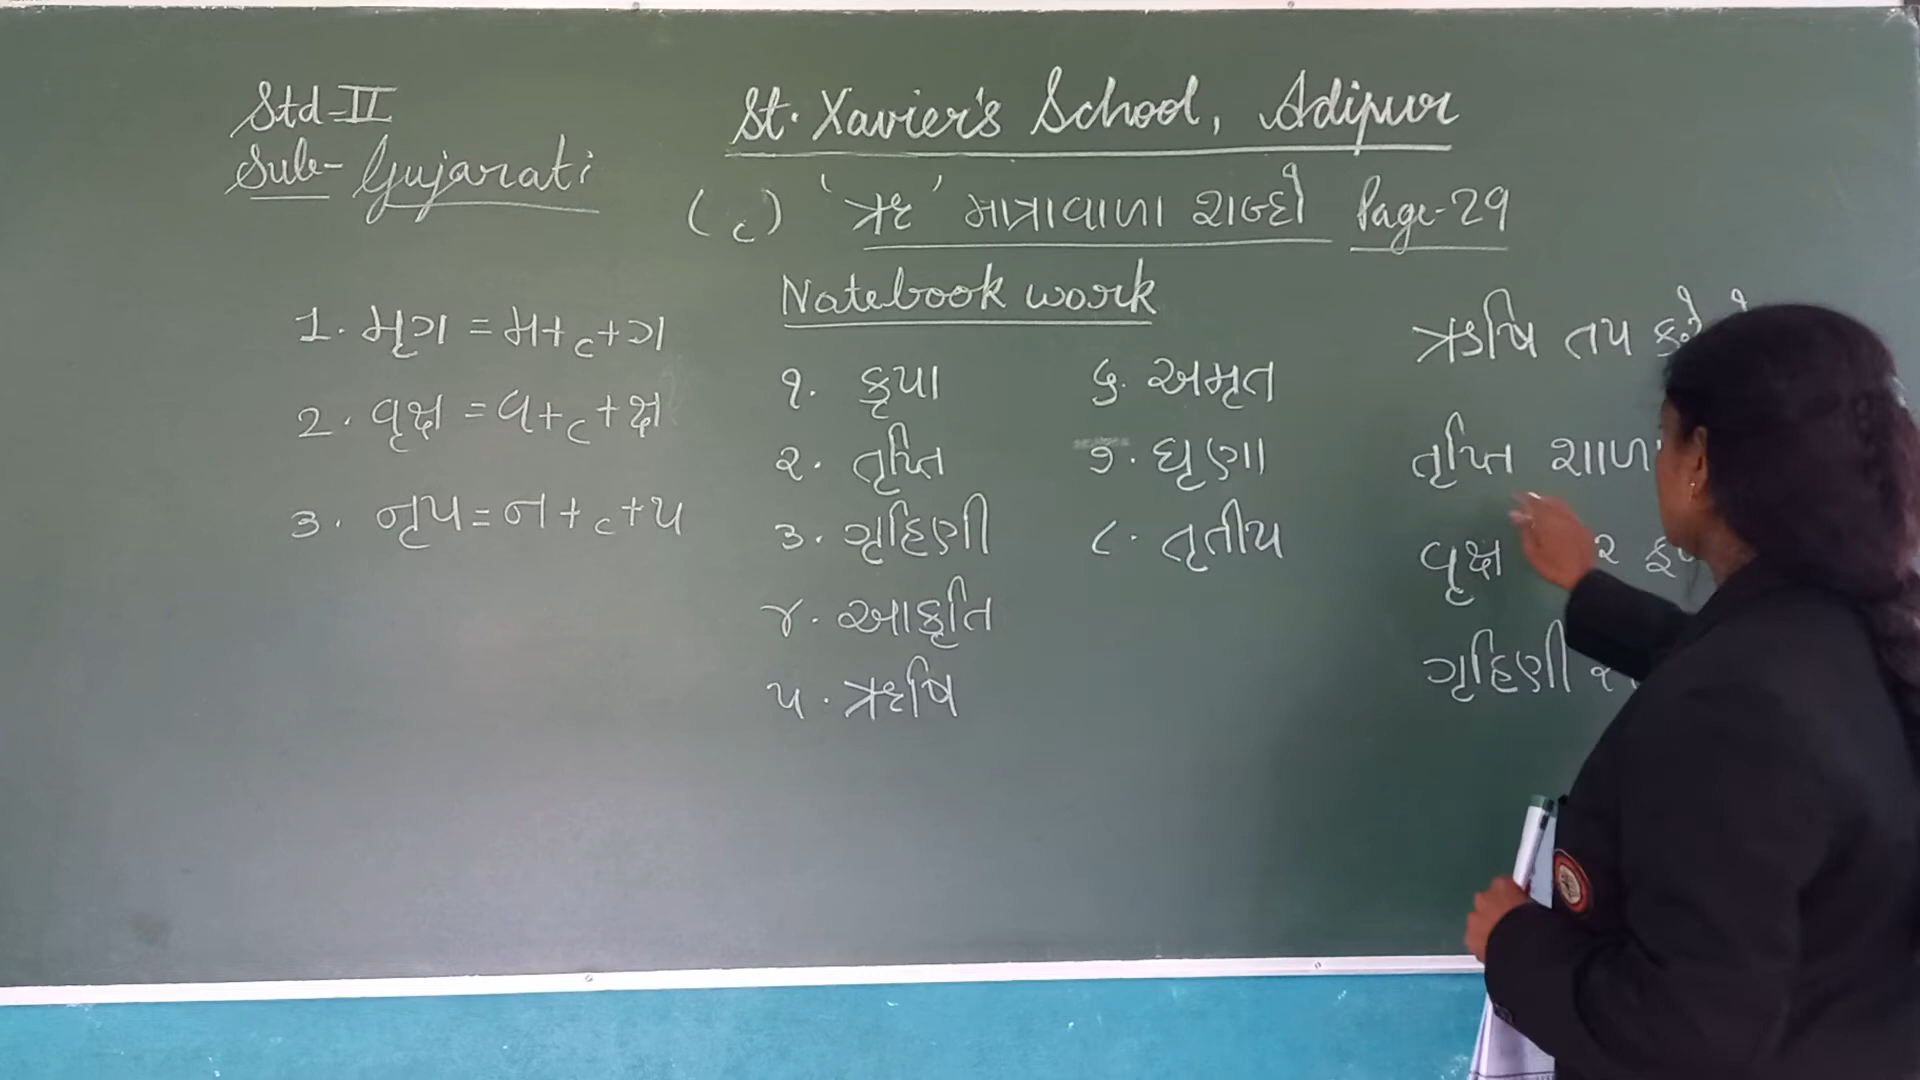 Std-II
Sub-Gujarati
St. Xavier's School, Adipur
(ૃ) 'ઋ' માત્રાવાળા શબ્દો Page-29
Notebook work
1. મૃગ = મ+ૃ+ગ
2. વૃક્ષ = વ+ૃ+ક્ષ
3. નૃપ = ન+ૃ+પ
૧. કૃપા
૨. તૃપ્તિ
૩. ગૃહિણી
૪. આકૃતિ
૫. ઋષિ
૬. અમૃત
૭. ઘૃણા
૮. તૃતીય
ઋષિ તપ
તૃપ્તિ
વૃક્ષ
ગૃહિણી